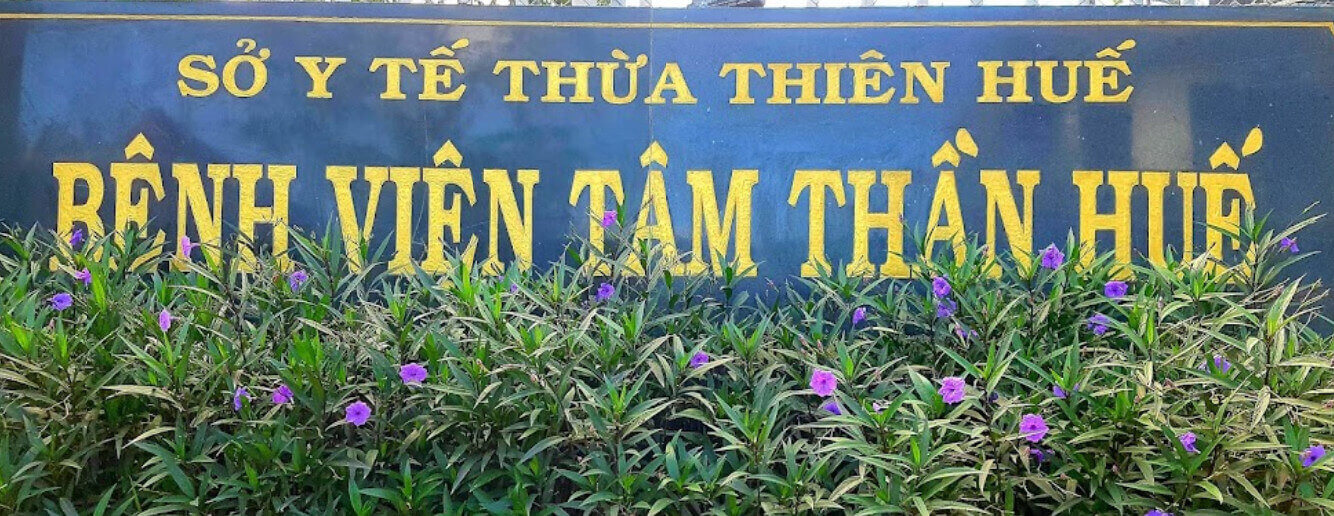 SỞ Y TẾ THỪA THIÊN HUẾ
BỆNH VIỆN TÂM THẦN HUẾ